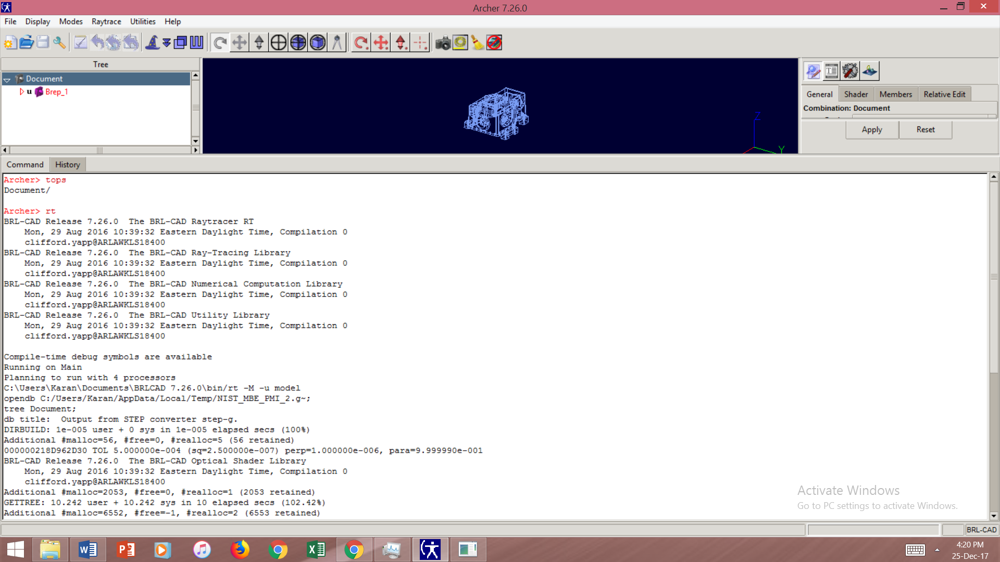 Archer 7.26.0
File Display Modes Raytrace Utilities Help
Tree
Document
u Brep_1
Z
Y
General Shader Members Relative Edit
Combination: Document
Apply Reset
Command History
Archer> tops
Document/
Archer> rt
BRL-CAD Release 7.26.0  The BRL-CAD Raytracer RT
Mon, 29 Aug 2016 10:39:32 Eastern Daylight Time, Compilation 0
clifford.yapp@ARLAWKLS18400
BRL-CAD Release 7.26.0  The BRL-CAD Ray-Tracing Library
Mon, 29 Aug 2016 10:39:32 Eastern Daylight Time, Compilation 0
clifford.yapp@ARLAWKLS18400
BRL-CAD Release 7.26.0  The BRL-CAD Numerical Computation Library
Mon, 29 Aug 2016 10:39:32 Eastern Daylight Time, Compilation 0
clifford.yapp@ARLAWKLS18400
BRL-CAD Release 7.26.0  The BRL-CAD Utility Library
Mon, 29 Aug 2016 10:39:32 Eastern Daylight Time, Compilation 0
clifford.yapp@ARLAWKLS18400
Compile-time debug symbols are available
Running on Main
Planning to run with 4 processors
C:\Users\Karan\Documents\BRLCAD 7.26.0\bin/rt -M -u model
opendb C:/Users/Karan/AppData/Local/Temp/NIST_MBE_PMI_2.g~;
tree Document;
db title:  Output from STEP converter step-g.
DIRBUILD: 1e-005 user + 0 sys in 1e-005 elapsed secs (100%)
Additional #malloc=56, #free=0, #realloc=5 (56 retained)
000000218D962D30 TOL 5.000000e-004 (sq=2.500000e-007) perp=1.000000e-006, para=9.999990e-001
BRL-CAD Release 7.26.0  The BRL-CAD Optical Shader Library
Mon, 29 Aug 2016 10:39:32 Eastern Daylight Time, Compilation 0
clifford.yapp@ARLAWKLS18400
Additional #malloc=2053, #free=0, #realloc=1 (2053 retained)
GETTREE: 10.242 user + 10.242 sys in 10 elapsed secs (102.42%)
Additional #malloc=6552, #free=-1, #realloc=2 (6553 retained)
Activate Windows
Go to PC settings to activate Windows.
BRL-CAD
4:20 PM
25-Dec-17